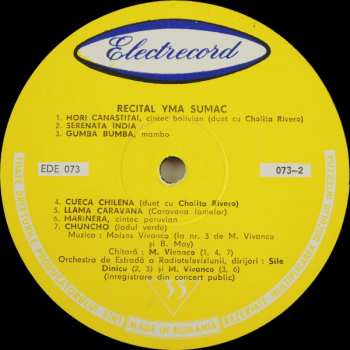 Electrecord
RECITAL YMA SUMAC
1. HORI CANASTITAI, cîntec bolivian (duet cu Cholita Rivero)
2. SERENATA INDIA
3. GUMBA BUMBA, mambo
EDE 073
073-2
4. CUECA CHILENA (duet cu Cholita Rivero)
5. LLAMA CARAVANA (Caravana lamelor)
6. MARINERA, cîntec peruvian
7. CHUNCHO (Iadul verde)
Muzica : Moises Vivanco (la nr. 3 de M. Vivanco
și B. May)
Chitară : M. Vivanco (1, 4, 7)
Orchestra de Estradă a Radioteleviziunii, dirijori : Sile
Dinicu (2, 3) și M. Vivanco (3, 6)
(înregistrare din concert public)
MADE IN ROMANIA